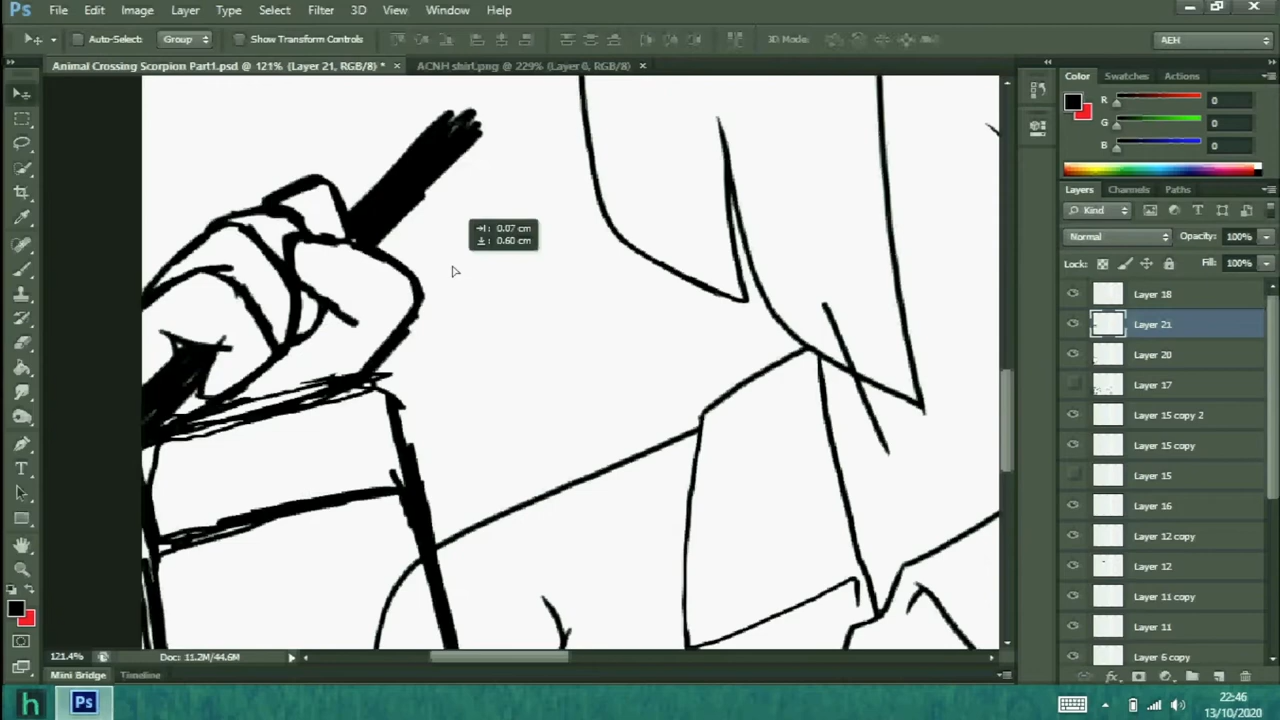 Ps File Edit Image Layer Type Select Filter 3D View Window Help
Auto-Select: Group Show Transform Controls 3D Mode: AEH
Animal Crossing Scorpion Part1.psd @ 121% (Layer 21, RGB/8) * × ACNH shirt.png @ 229% (Layer 0, RGB/8) ×
Color Swatches Actions
R 0
G 0
B 0
Layers Channels Paths
Kind
Normal Opacity: 100%
Lock: Fill: 100%
Layer 18
Layer 21
Layer 20
Layer 17
Layer 15 copy 2
Layer 15 copy
Layer 15
Layer 16
Layer 12 copy
Layer 12
Layer 11 copy
Layer 11
Layer 6 copy
: 0.07 cm
: 0.60 cm
T
121.4% Doc: 11.2M/44.6M
Mini Bridge Timeline
h Ps
22:46
13/10/2020